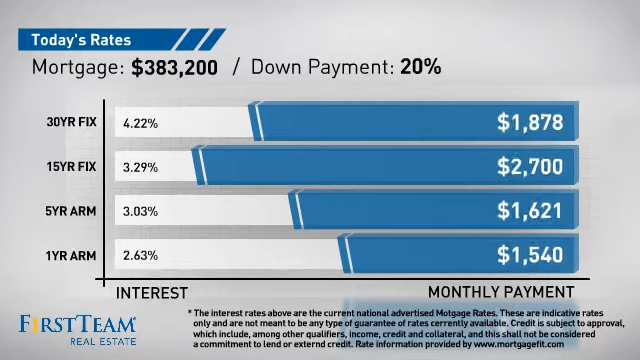 Today's Rates
Mortgage: $383,200 / Down Payment: 20%
30YR FIX 4.22% $1,878
15YR FIX 3.29% $2,700
5YR ARM 3.03% $1,621
1YR ARM 2.63% $1,540
INTEREST MONTHLY PAYMENT
FIRSTTEAM®
REAL ESTATE
* The interest rates above are the current national advertised Motgage Rates. These are indicative rates
only and are not meant to be any type of guarantee of rates cerrently available. Credit is subject to approval,
which include, among other qualifiers, income, credit and collateral, and this shall not be considered
a commitment to lend or externd credit. Rate information provided by www.mortgagefit.com